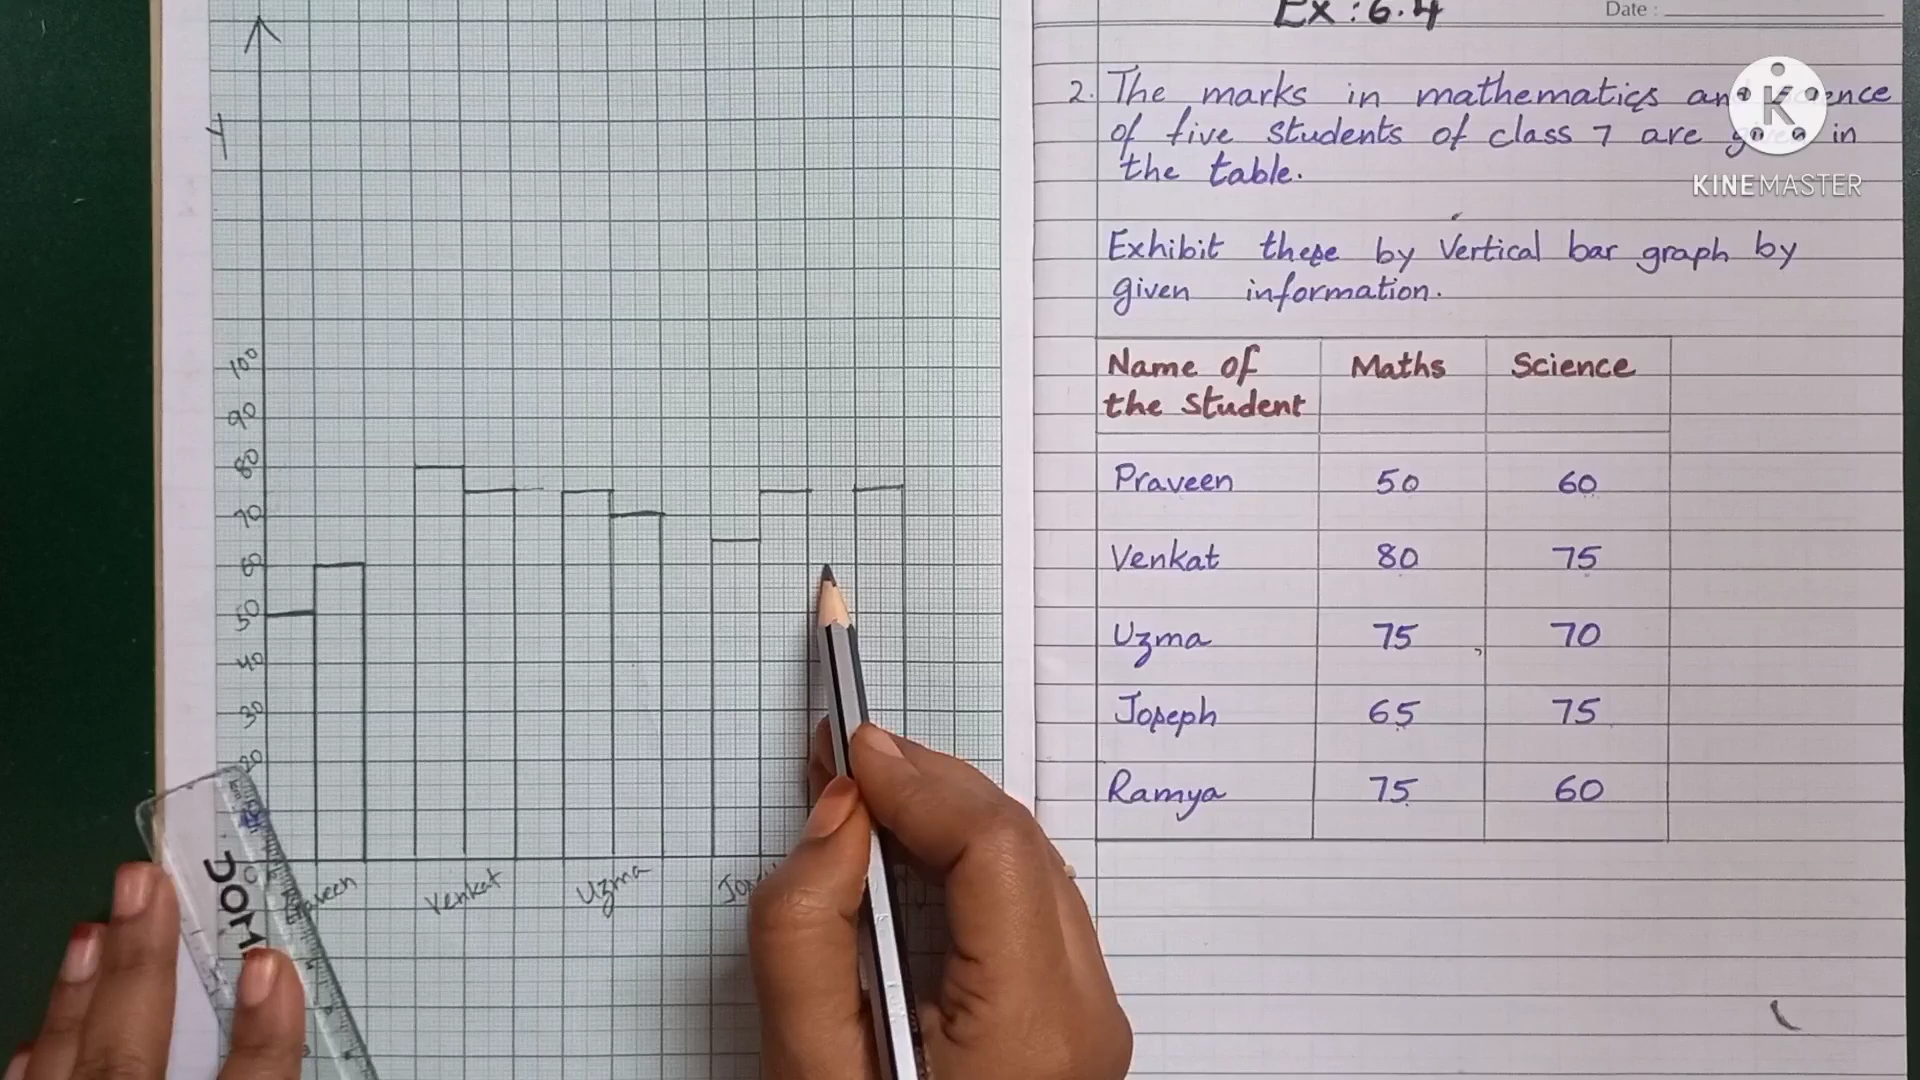 Ex : 6.4
Date :
2. The marks in mathematics and science
of five students of class 7 are given in
the table.
Exhibit these by Vertical bar graph by
given information.
Name of the Student Maths Science
Praveen 50 60
Venkat 80 75
Uzma 75 70
Joseph 65 75
Ramya 75 60
K
KINEMASTER
Y
100
90
80
70
60
50
40
30
20
0
Venkat Uzma
DOM